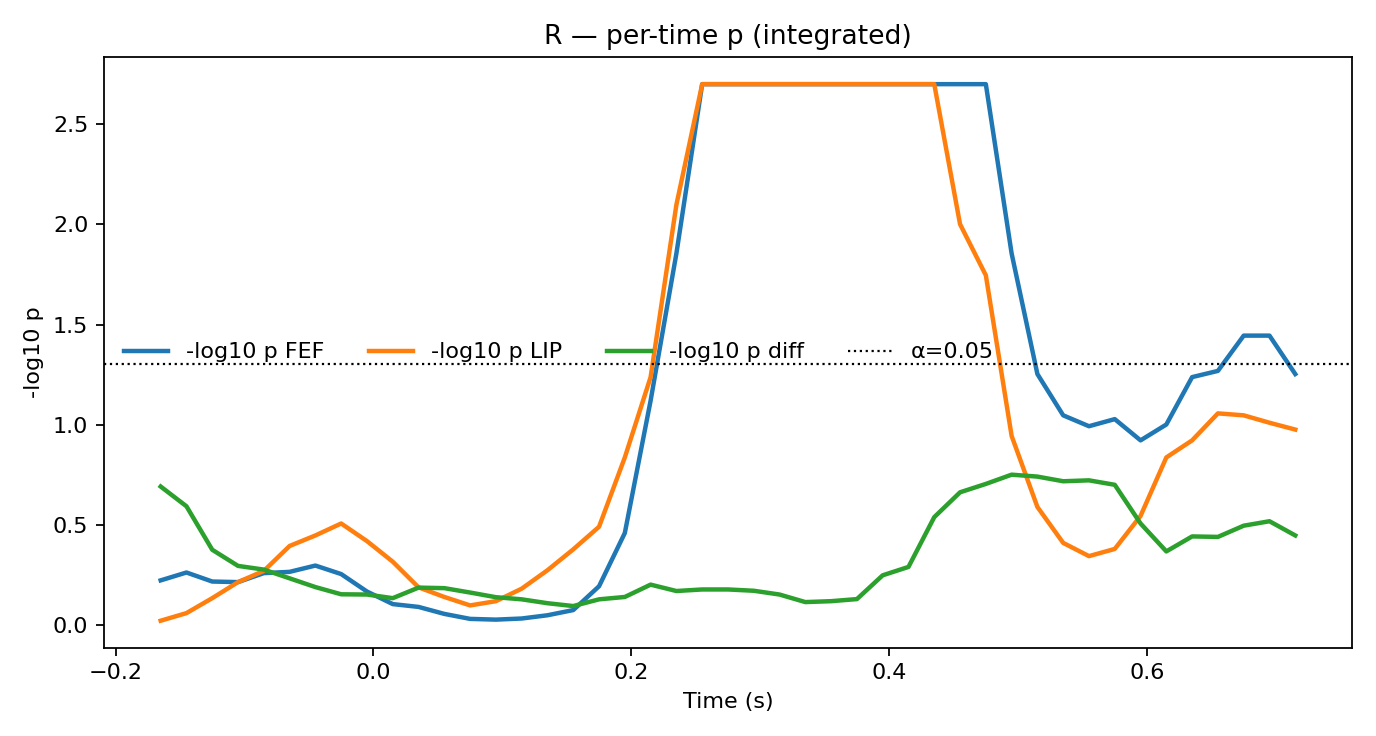 R — per-time p (integrated)
-log10 p
2.5
2.0
1.5
1.0
0.5
0.0
-log10 p FEF -log10 p LIP -log10 p diff α=0.05
−0.2 0.0 0.2 0.4 0.6
Time (s)